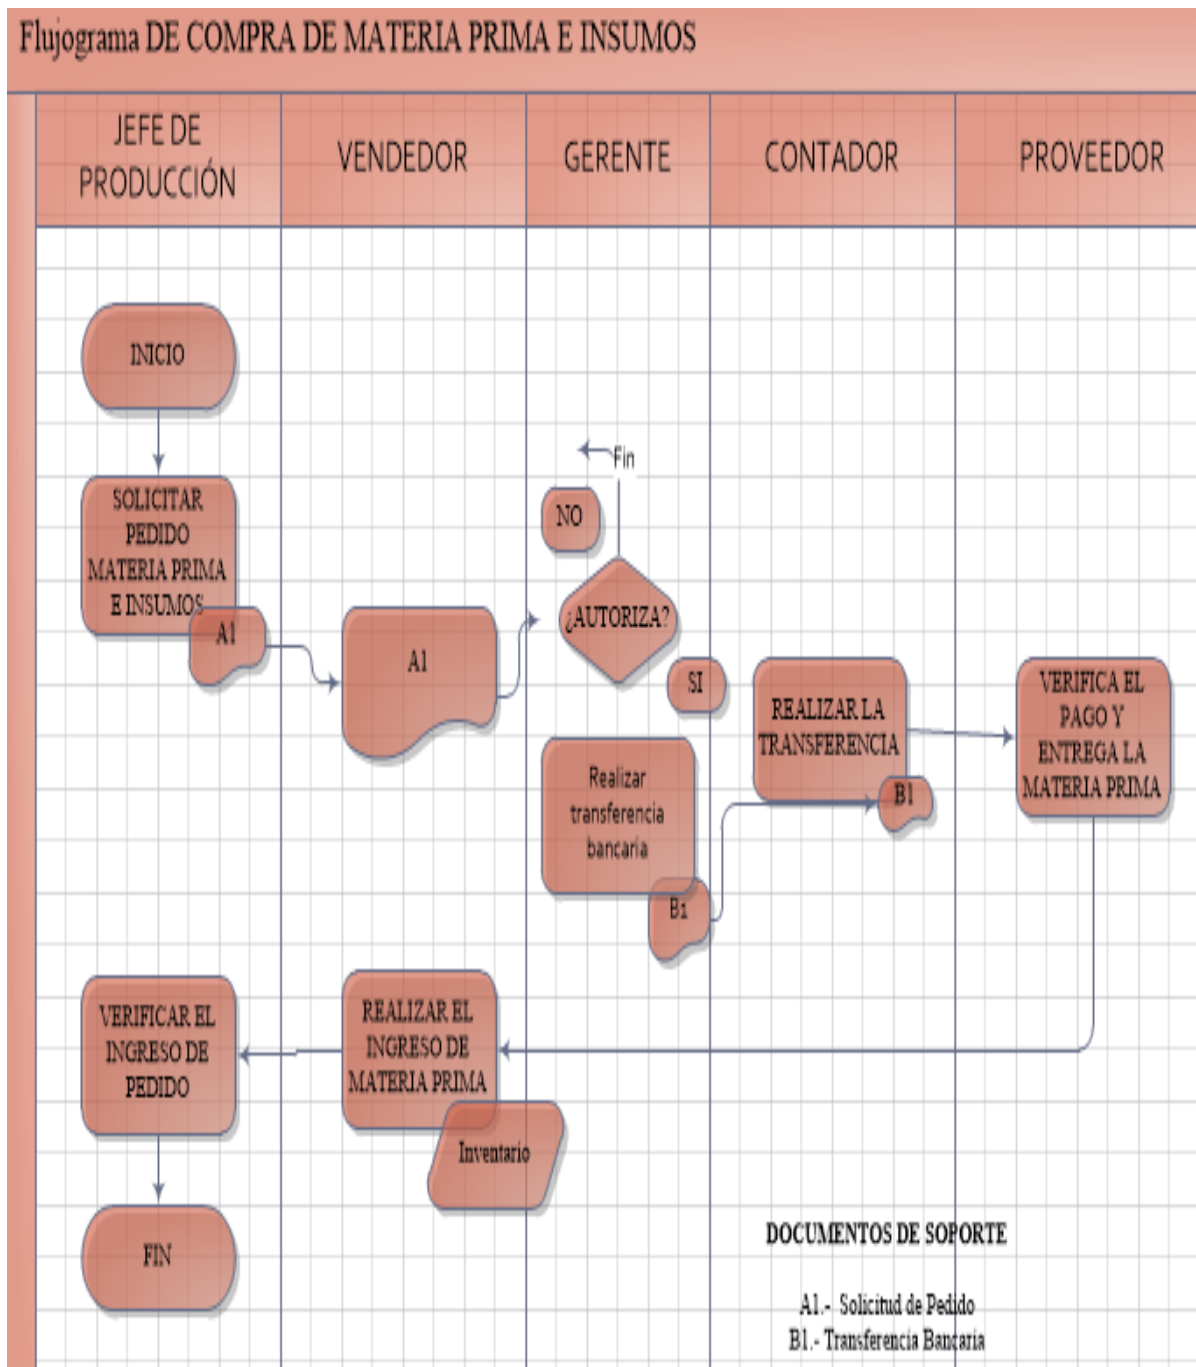 Flujograma DE COMPRA DE MATERIA PRIMA E INSUMOS
JEFE DE
PRODUCCIÓN
VENDEDOR
GERENTE
CONTADOR
PROVEEDOR
INICIO
Fin
SOLICITAR
PEDIDO
MATERIA PRIMA
E INSUMOS
A1
A1
NO
¿AUTORIZA?
SI
Realizar
transferencia
bancaria
B1
REALIZAR LA
TRANSFERENCIA
B1
VERIFICA EL
PAGO Y
ENTREGA LA
MATERIA PRIMA
VERIFICAR EL
INGRESO DE
PEDIDO
REALIZAR EL
INGRESO DE
MATERIA PRIMA
Inventario
FIN
DOCUMENTOS DE SOPORTE
A1.- Solicitud de Pedido
B1.- Transferencia Bancaria